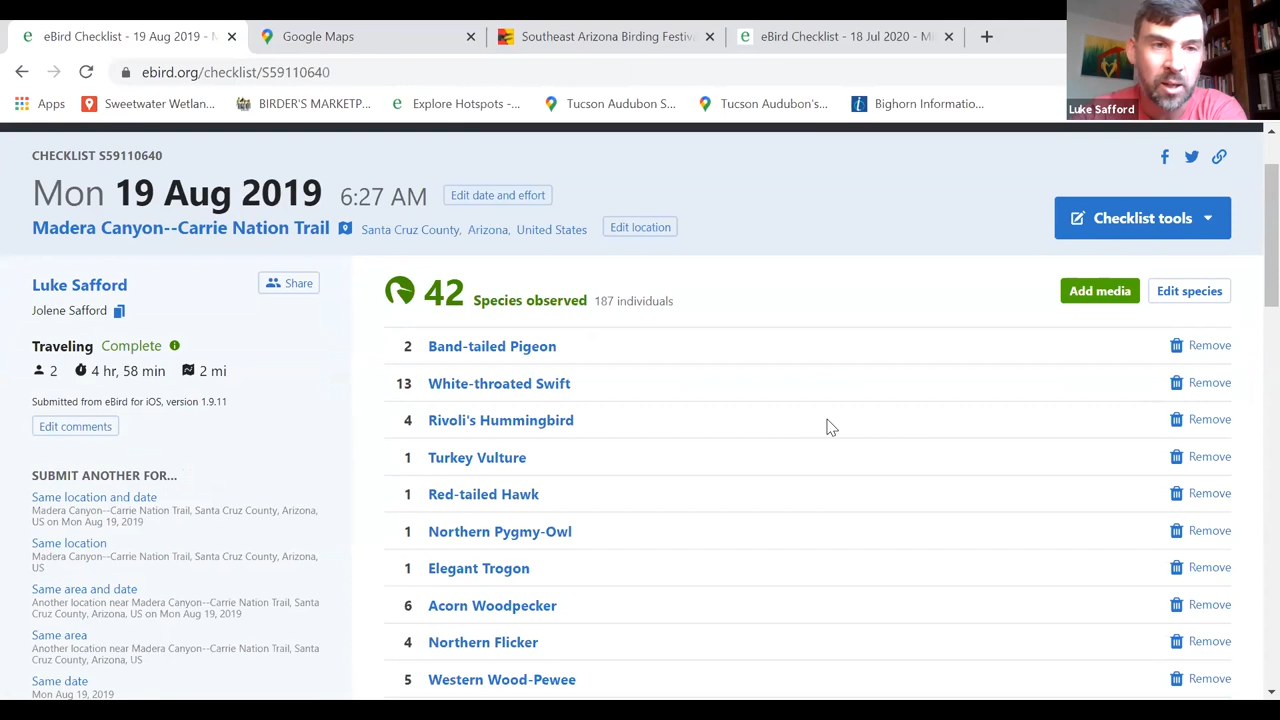 eBird Checklist - 19 Aug 2019 - M
Google Maps
Southeast Arizona Birding Festiva
eBird Checklist - 18 Jul 2020 - Mi
ebird.org/checklist/S59110640
Apps
Sweetwater Wetlan...
BIRDER'S MARKETP...
Explore Hotspots -...
Tucson Audubon S...
Tucson Audubon's...
Bighorn Informatio...
Luke Safford
CHECKLIST S59110640
Mon 19 Aug 2019 6:27 AM Edit date and effort
Madera Canyon--Carrie Nation Trail Santa Cruz County, Arizona, United States Edit location
Checklist tools
Luke Safford Share
Jolene Safford
Traveling Complete
2 4 hr, 58 min 2 mi
Submitted from eBird for iOS, version 1.9.11
Edit comments
SUBMIT ANOTHER FOR...
Same location and date
Madera Canyon--Carrie Nation Trail, Santa Cruz County, Arizona,
US on Mon Aug 19, 2019
Same location
Madera Canyon--Carrie Nation Trail, Santa Cruz County, Arizona,
US
Same area and date
Another location near Madera Canyon--Carrie Nation Trail, Santa
Cruz County, Arizona, US on Mon Aug 19, 2019
Same area
Another location near Madera Canyon--Carrie Nation Trail, Santa
Cruz County, Arizona, US
Same date
Mon Aug 19, 2019
42 Species observed 187 individuals
Add media Edit species
2 Band-tailed Pigeon Remove
13 White-throated Swift Remove
4 Rivoli's Hummingbird Remove
1 Turkey Vulture Remove
1 Red-tailed Hawk Remove
1 Northern Pygmy-Owl Remove
1 Elegant Trogon Remove
6 Acorn Woodpecker Remove
4 Northern Flicker Remove
5 Western Wood-Pewee Remove